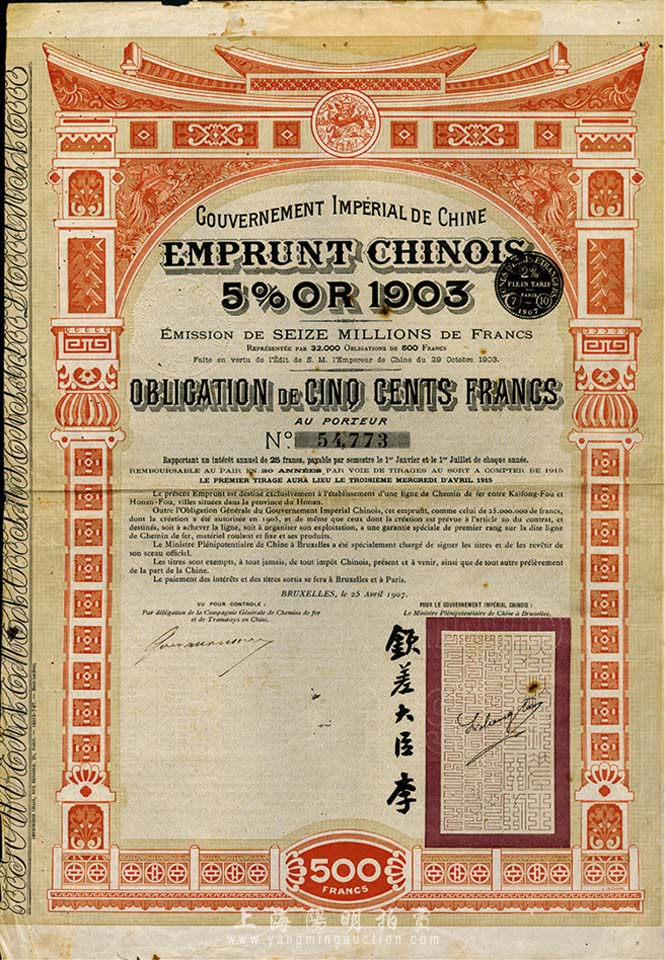 GOUVERNEMENT IMPÉRIAL DE CHINE
EMPRUNT CHINOIS
5% OR 1903
2%
PLEIN TARIF
PARIS
7 10
1907
ÉMISSION DE SEIZE MILLIONS DE FRANCS
REPRÉSENTÉE PAR 32.000 OBLIGATIONS DE 500 FRANCS
Faite en vertu de l'Édit de S. M. l'Empereur de Chine du 29 Octobre 1903.
OBLIGATION DE CINQ CENTS FRANCS
AU PORTEUR
No. 54,773
Rapportant un intérêt annuel de 25 francs, payable par semestre le 1er Janvier et le 1er Juillet de chaque année.
REMBOURSABLE AU PAIR EN 20 ANNÉES PAR VOIE DE TIRAGES AU SORT A COMPTER DE 1915
LE PREMIER TIRAGE AURA LIEU LE TROISIÈME MERCREDI D'AVRIL 1915
Le présent Emprunt est destiné exclusivement à l'établissement d'une ligne de Chemin de fer entre Kaifong-Fou et
Honan-Fou, villes situées dans la province du Honan.
Outre l'Obligation Générale du Gouvernement Impérial Chinois, cet emprunt, comme celui de 25.000.000 de francs,
dont la création a été autorisée en 1903, et de même que ceux dont la création est prévue à l'article 20 du contrat, et
destinés, soit à achever la ligne, soit à organiser son exploitation, a une garantie spéciale de premier rang sur la dite ligne
de Chemin de fer, matériel roulant et fixe et ses produits.
Le Ministre Plénipotentiaire de Chine à Bruxelles a été spécialement chargé de signer les titres et de les revêtir de
son sceau officiel.
Les titres sont exempts, à tout jamais, de tout impôt Chinois, présent et à venir, ainsi que de tout autre prélèvement
de la part de la Chine.
Le paiement des intérêts et des titres sortis se fera à Bruxelles et à Paris.
BRUXELLES, le 25 Avril 1907.
VU POUR CONTROLE :
Par délégation de la Compagnie Générale de Chemins de fer
et de Tramways en Chine,
POUR LE GOUVERNEMENT IMPÉRIAL CHINOIS :
Le Ministre Plénipotentiaire de Chine à Bruxelles,
欽差大臣李
500
FRANCS
上海陽明拍賣
www.yangmingauction.com